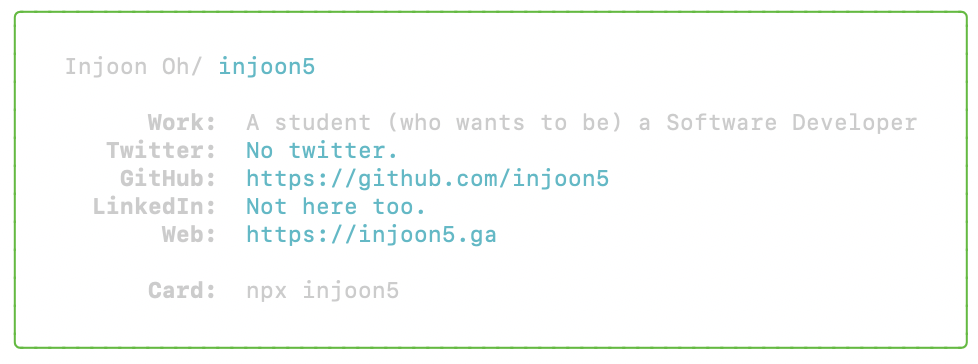 Injoon Oh/ injoon5
Work: A student (who wants to be) a Software Developer
Twitter: No twitter.
GitHub: https://github.com/injoon5
LinkedIn: Not here too.
Web: https://injoon5.ga
Card: npx injoon5